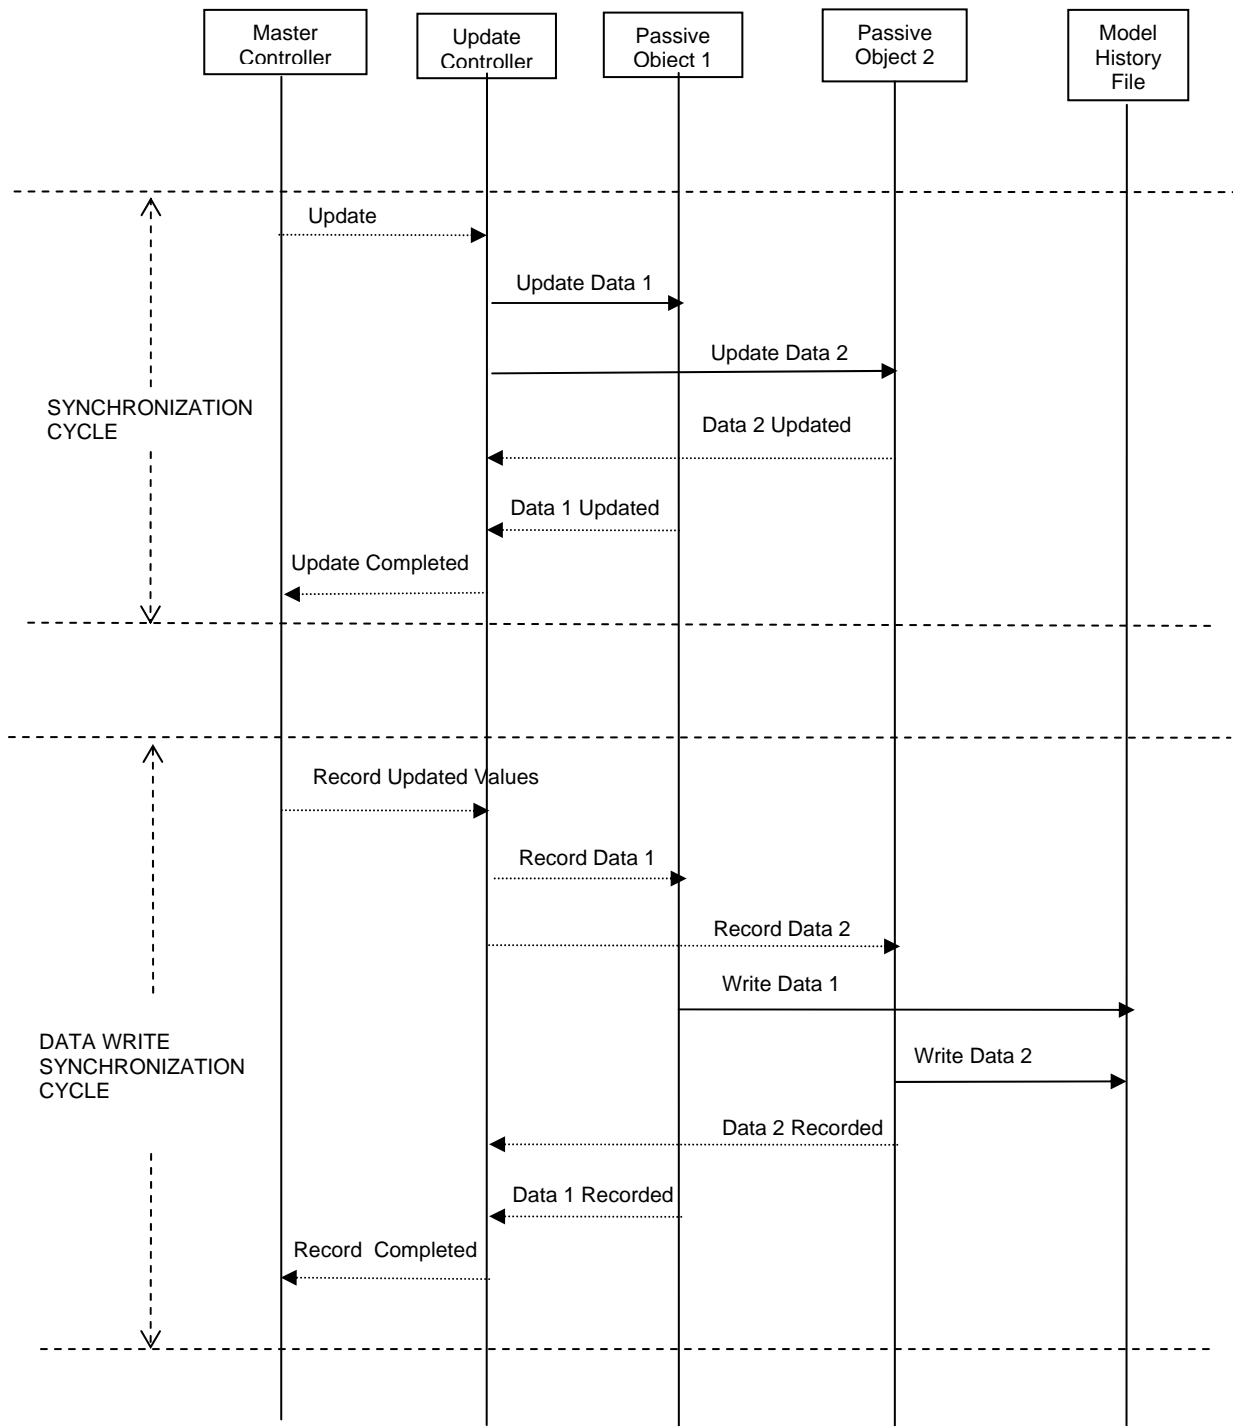 Master
Controller
Update
Controller
Passive
Object 1
Passive
Object 2
Model
History
File
Update
Update Data 1
Update Data 2
SYNCHRONIZATION
CYCLE
Data 2 Updated
Data 1 Updated
Update Completed
Record Updated Values
Record Data 1
Record Data 2
Write Data 1
DATA WRITE
SYNCHRONIZATION
CYCLE
Write Data 2
Data 2 Recorded
Data 1 Recorded
Record Completed